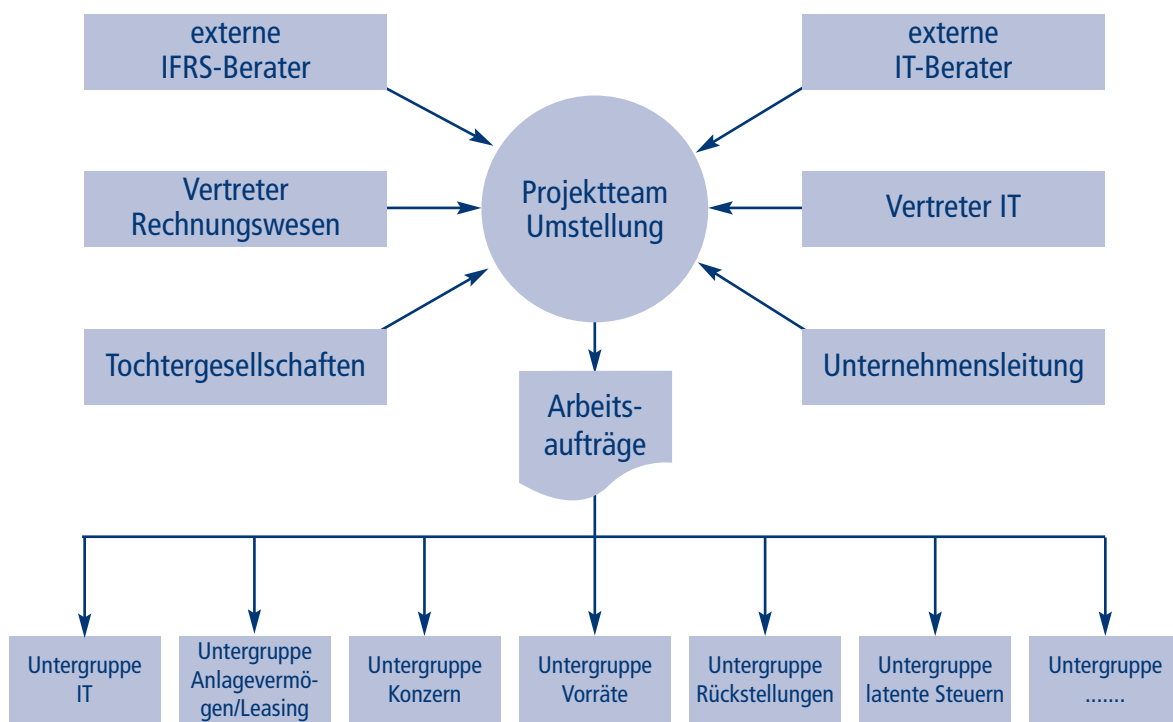 externe
IFRS-Berater
externe
IT-Berater
Vertreter
Rechnungswesen
Projektteam
Umstellung
Vertreter IT
Tochtergesellschaften
Unternehmensleitung
Arbeits-
aufträge
Untergruppe
IT
Untergruppe
Anlagevermö-
gen/Leasing
Untergruppe
Konzern
Untergruppe
Vorräte
Untergruppe
Rückstellungen
Untergruppe
latente Steuern
Untergruppe
.......